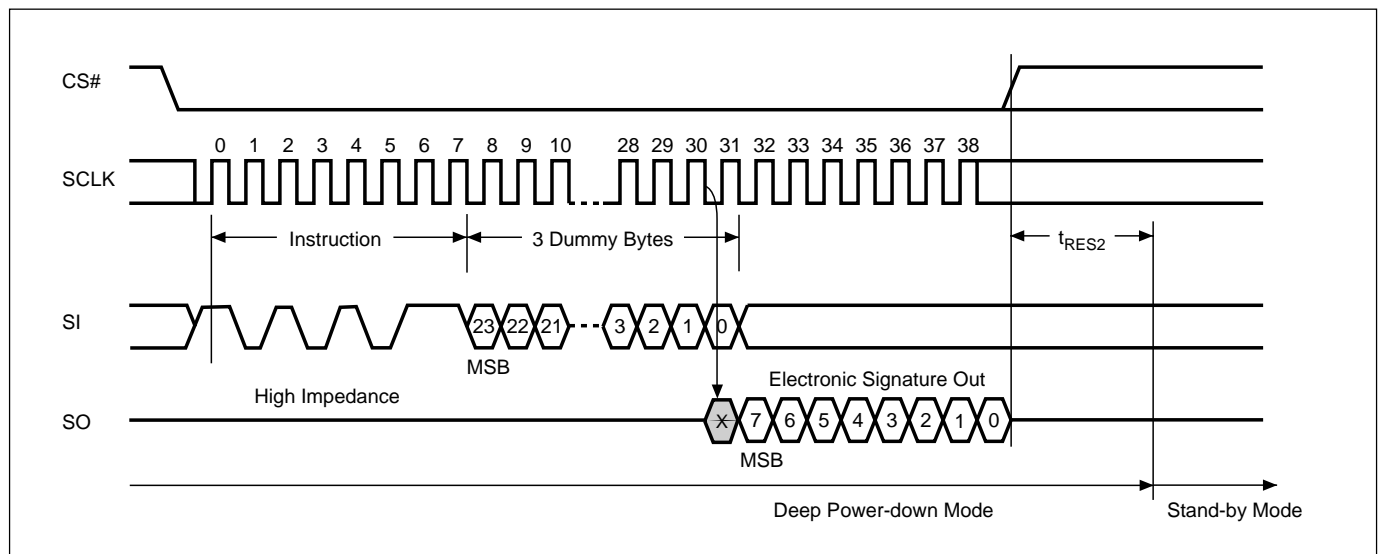 CS#
0 1 2 3 4 5 6 7 8 9 10 28 29 30 31 32 33 34 35 36 37 38
SCLK
Instruction 3 Dummy Bytes tRES2
SI
23 22 21 3 2 1 0
MSB
High Impedance Electronic Signature Out
SO
X 7 6 5 4 3 2 1 0
MSB
Deep Power-down Mode Stand-by Mode